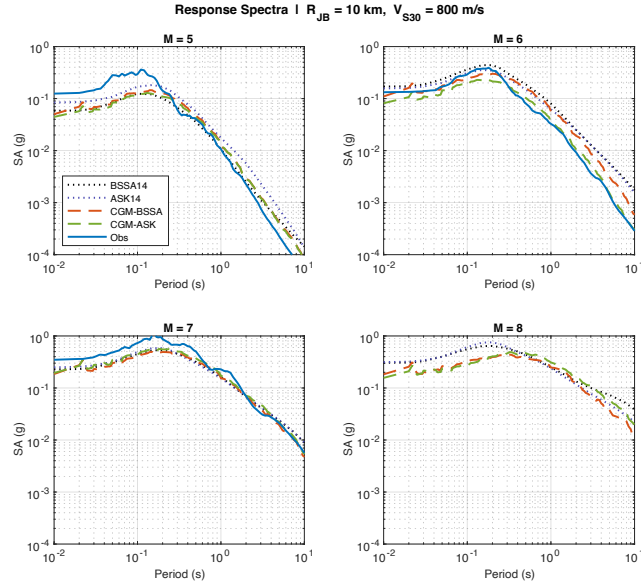 Response Spectra | R_JB = 10 km, V_S30 = 800 m/s
M = 5
SA (g)
10^0
10^-1
10^-2
10^-3
10^-4
BSSA14
ASK14
CGM-BSSA
CGM-ASK
Obs
10^-2
10^-1
10^0
10^1
Period (s)
M = 6
SA (g)
10^0
10^-1
10^-2
10^-3
10^-4
10^-2
10^-1
10^0
10^1
Period (s)
M = 7
SA (g)
10^0
10^-1
10^-2
10^-3
10^-4
10^-2
10^-1
10^0
10^1
Period (s)
M = 8
SA (g)
10^0
10^-1
10^-2
10^-3
10^-4
10^-2
10^-1
10^0
10^1
Period (s)